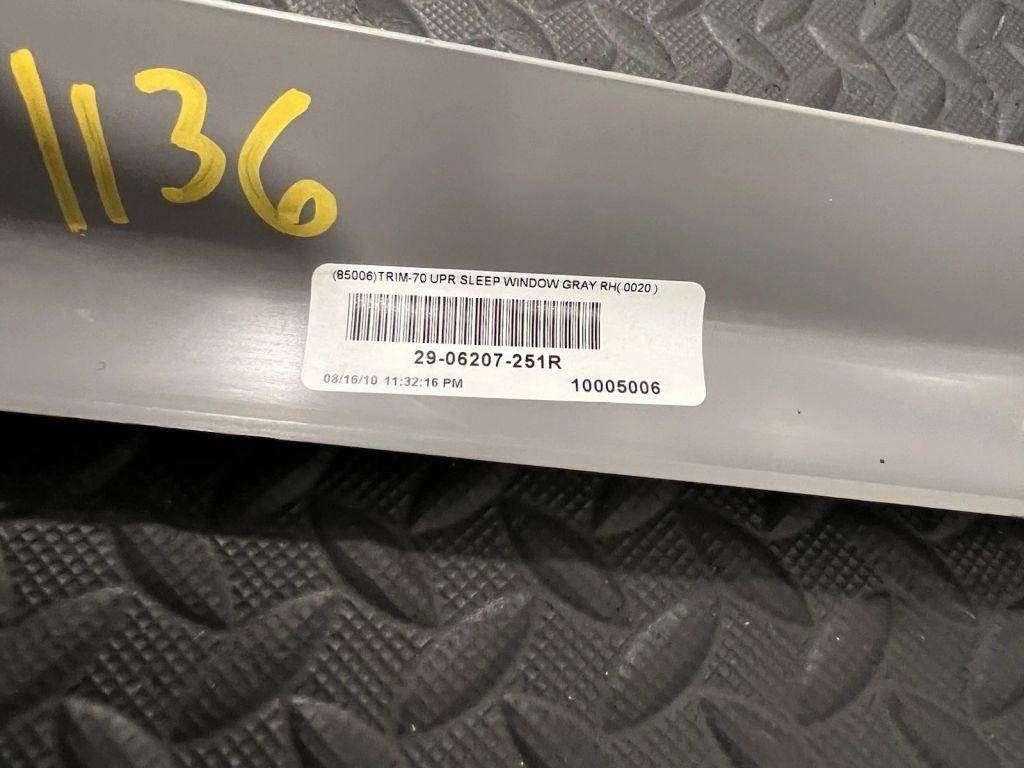 1136
(85006)TRIM-70 UPR SLEEP WINDOW GRAY RH(.0020 )
29-06207-251R
08/16/10 11:32:16 PM 10005006